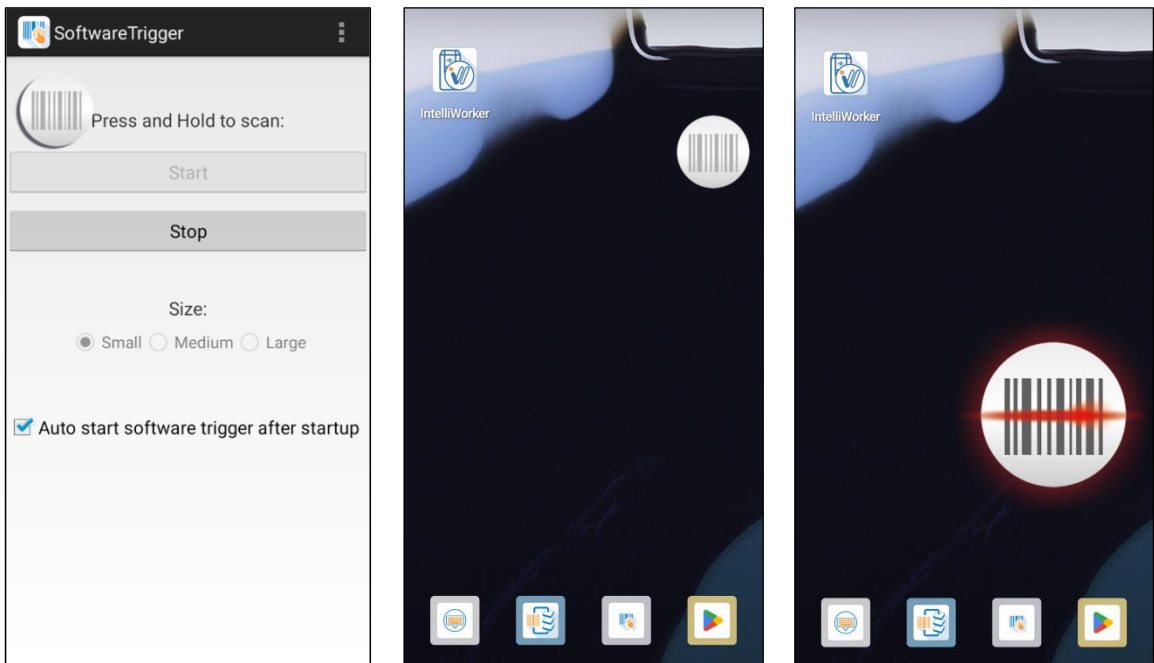 SoftwareTrigger
Press and Hold to scan:
Start
Stop
Size:
Small Medium Large
Auto start software trigger after startup
IntelliWorker
IntelliWorker